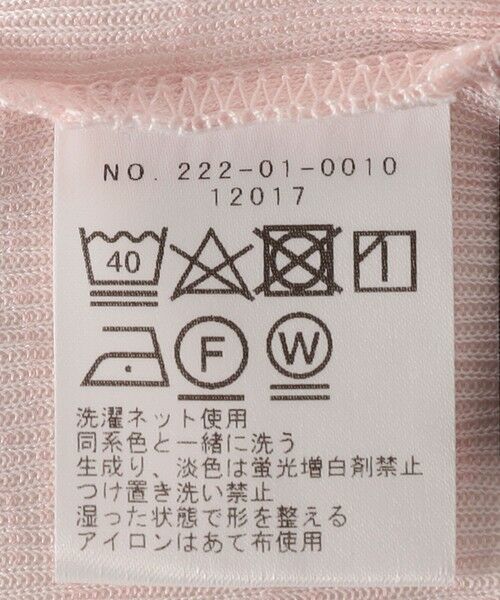 NO. 222-01-0010
12017
40
F W
洗濯ネット使用
同系色と一緒に洗う
生成り、淡色は蛍光増白剤禁止
つけ置き洗い禁止
湿った状態で形を整える
アイロンはあて布使用